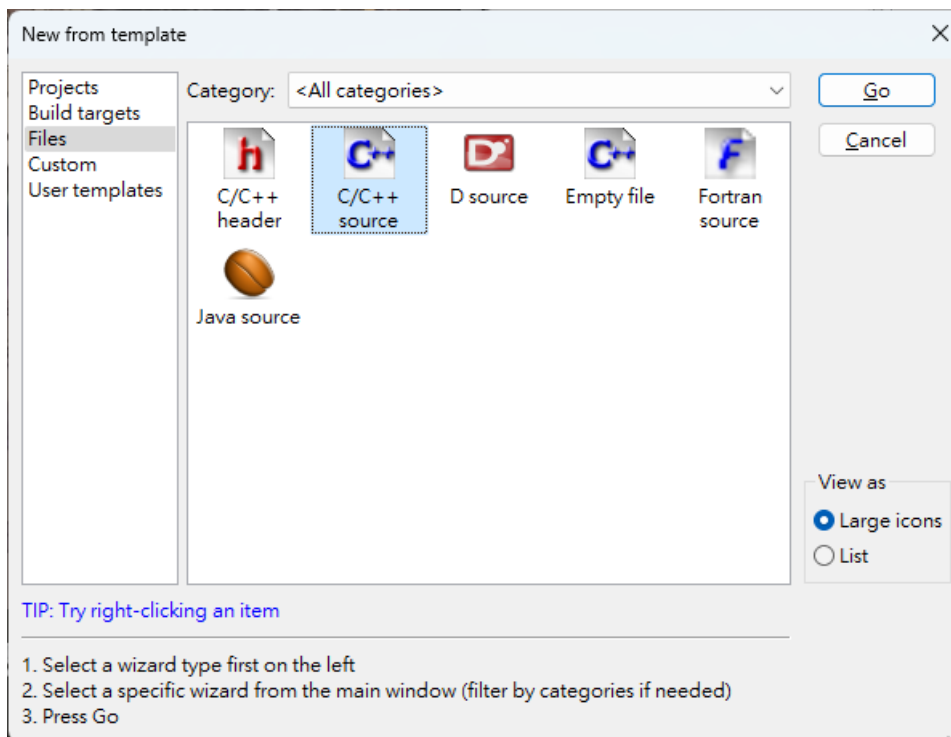 New from template
Projects
Build targets
Files
Custom
User templates
Category:
<All categories>
Go
Cancel
h
C/C++
header
C++
C/C++
source
D
D source
C++
Empty file
F
Fortran
source
Java source
View as
Large icons
List
TIP: Try right-clicking an item
1. Select a wizard type first on the left
2. Select a specific wizard from the main window (filter by categories if needed)
3. Press Go